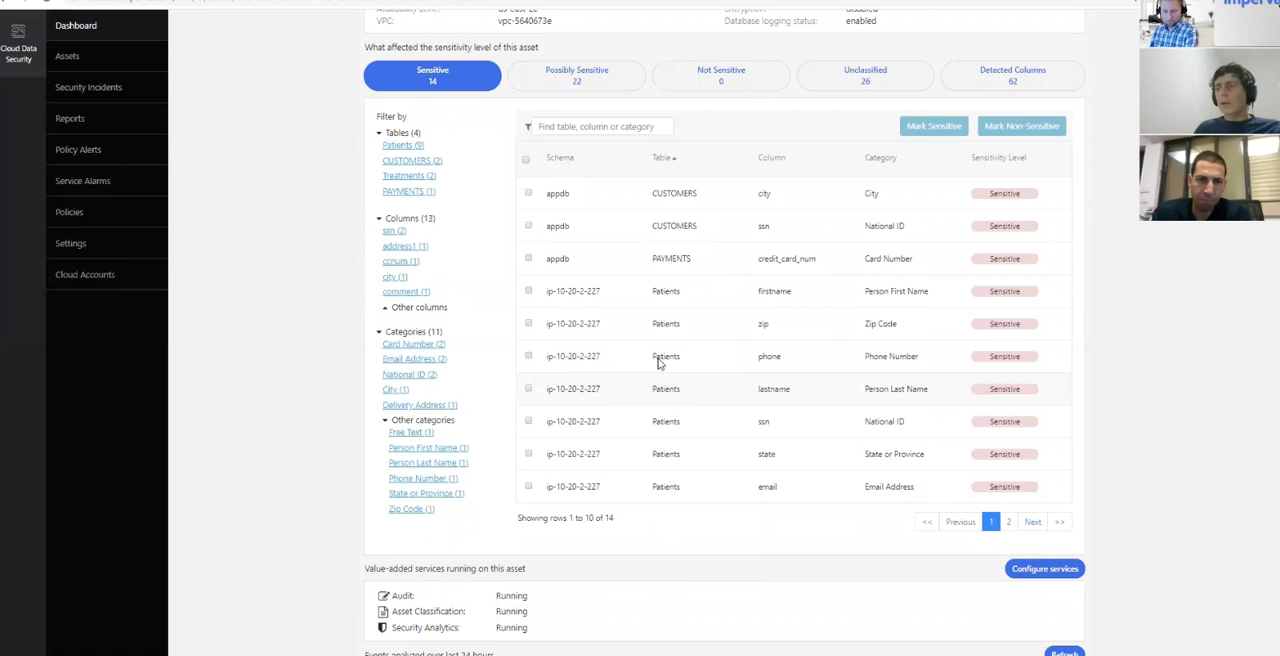 imperva
VPC:
vpc-5640673e
Database logging status:
enabled
Cloud Data
Security
Dashboard
Assets
Security Incidents
Reports
Policy Alerts
Service Alarms
Policies
Settings
Cloud Accounts
What affected the sensitivity level of this asset
Sensitive
14
Possibly Sensitive
22
Not Sensitive
0
Unclassified
26
Detected Columns
62
Filter by
Tables (4)
Patients (9)
CUSTOMERS (2)
Treatments (2)
PAYMENTS (1)
Columns (13)
ssn (2)
address1 (1)
ccnum (1)
city (1)
comment (1)
Other columns
Categories (11)
Card Number (2)
Email Address (2)
National ID (2)
City (1)
Delivery Address (1)
Other categories
Free Text (1)
Person First Name (1)
Person Last Name (1)
Phone Number (1)
State or Province (1)
Zip Code (1)
Find table, column or category
Mark Sensitive
Mark Non-Sensitive
Schema Table Column Category Sensitivity Level
appdb CUSTOMERS city City Sensitive
appdb CUSTOMERS ssn National ID Sensitive
appdb PAYMENTS credit_card_num Card Number Sensitive
ip-10-20-2-227 Patients firstname Person First Name Sensitive
ip-10-20-2-227 Patients zip Zip Code Sensitive
ip-10-20-2-227 Patients phone Phone Number Sensitive
ip-10-20-2-227 Patients lastname Person Last Name Sensitive
ip-10-20-2-227 Patients ssn National ID Sensitive
ip-10-20-2-227 Patients state State or Province Sensitive
ip-10-20-2-227 Patients email Email Address Sensitive
Showing rows 1 to 10 of 14
<< Previous 1 2 Next >>
Value-added services running on this asset
Configure services
Audit: Running
Asset Classification: Running
Security Analytics: Running
Events analyzed over last 24 hours
Refresh